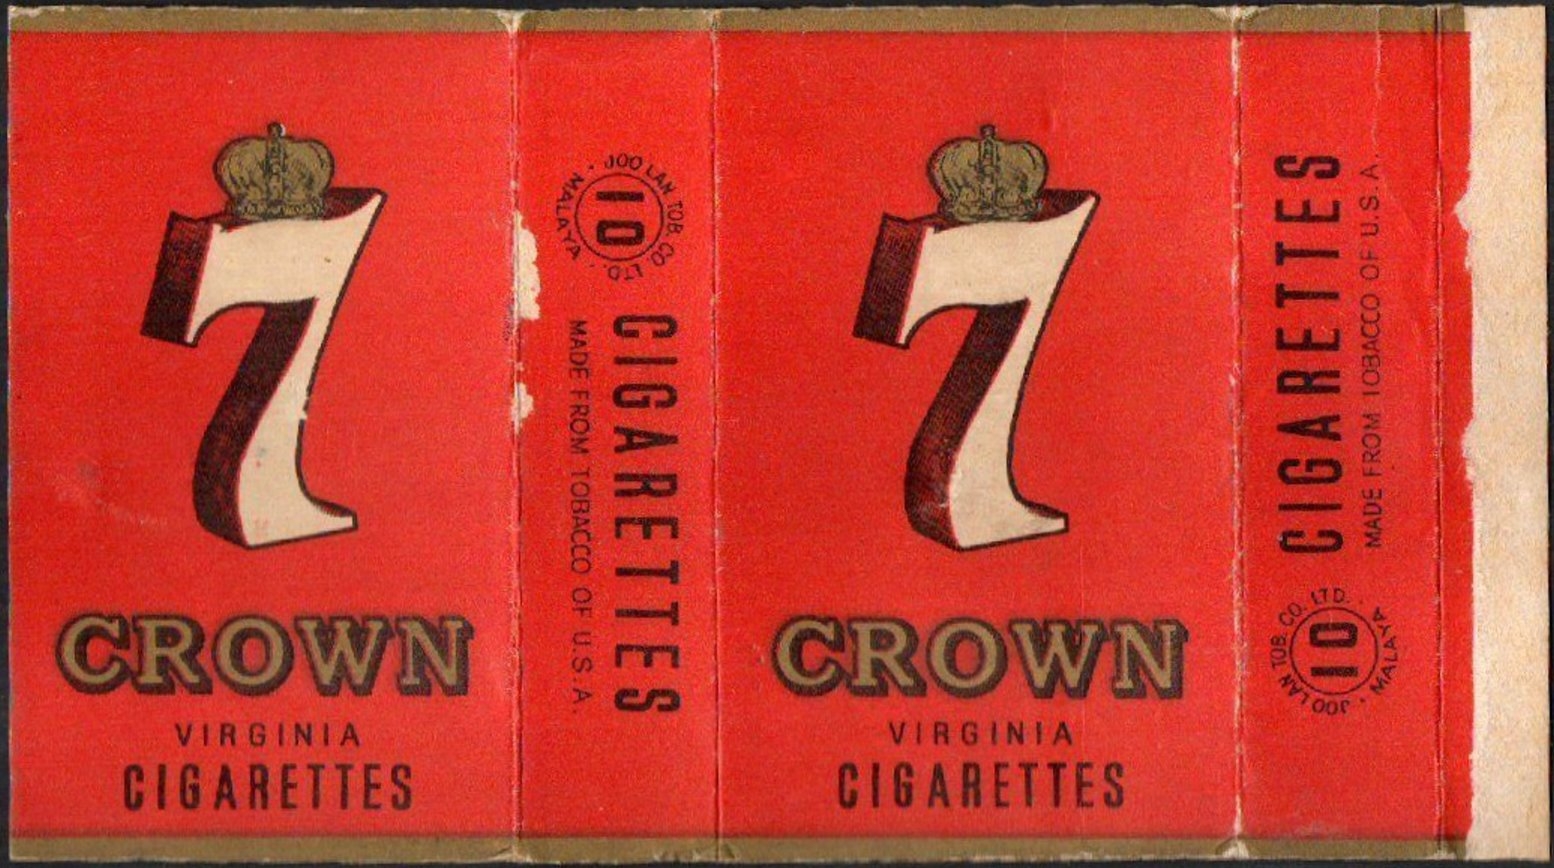 7
CROWN
VIRGINIA
CIGARETTES
JOO LAN TOB. CO. LTD. · MALAYA ·
10
CIGARETTES
MADE FROM TOBACCO OF U.S.A.
7
CROWN
VIRGINIA
CIGARETTES
CIGARETTES
MADE FROM TOBACCO OF U.S.A.
JOO LAN TOB. CO. LTD. · MALAYA ·
10